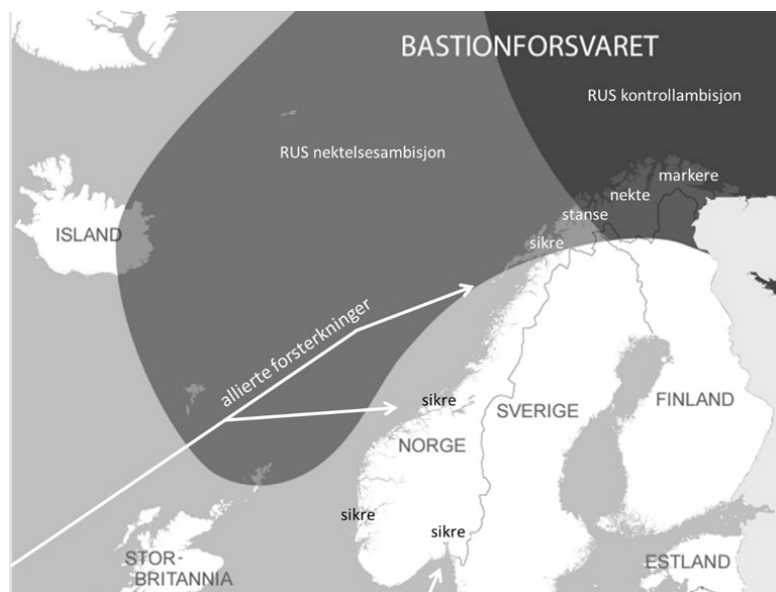 BASTIONFORSVARET
RUS kontrollambisjon
RUS nektelsesambisjon
markere
nekte
stanse
sikre
ISLAND
allierte forsterkninger
sikre
SVERIGE
FINLAND
NORGE
sikre
sikre
STOR-
BRITANNIA
ESTLAND